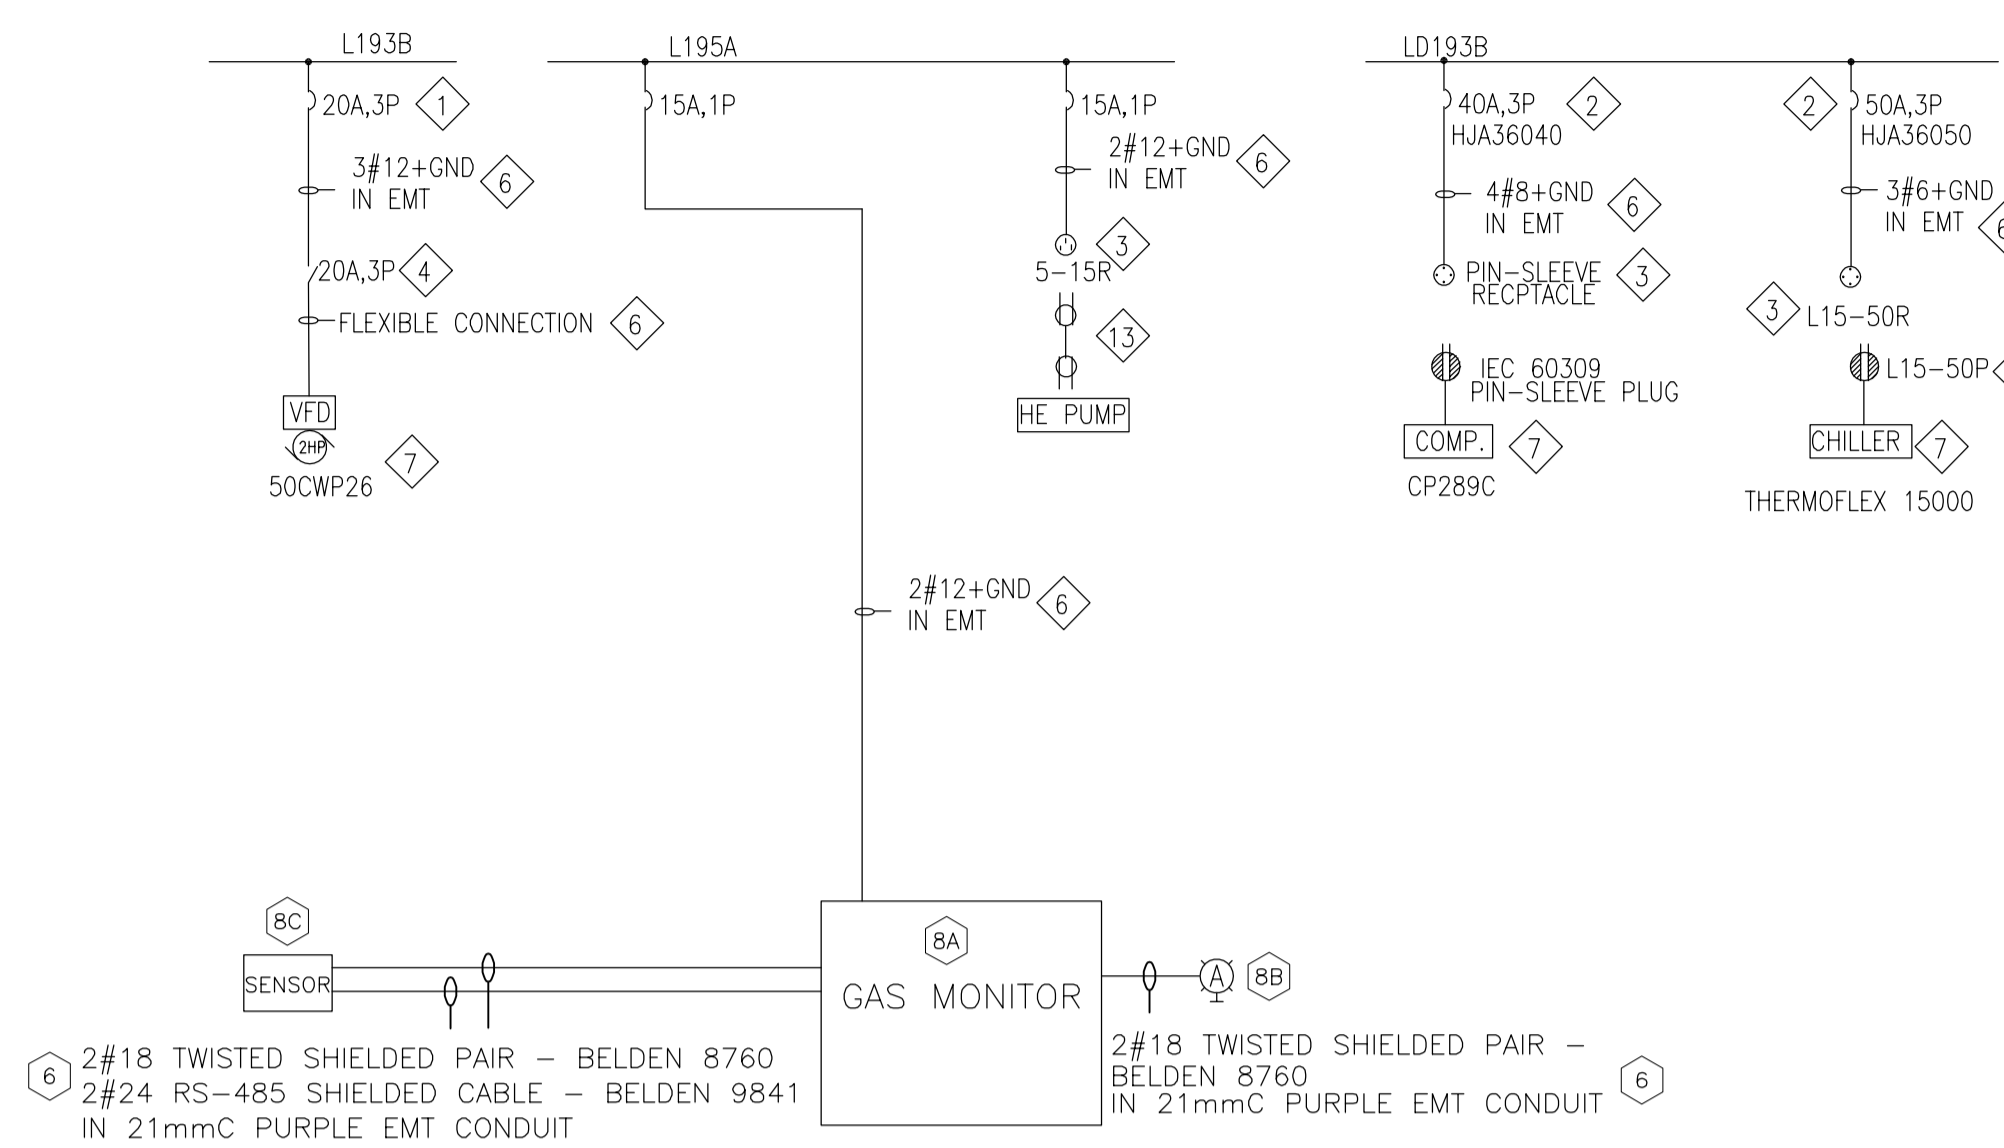 L193B
20A,3P 1
3#12+GND 6
IN EMT
20A,3P 4
FLEXIBLE CONNECTION 6
VFD
2HP
7
50CWP26
L195A
15A,1P
15A,1P
2#12+GND 6
IN EMT
3
5-15R
13
HE PUMP
2#12+GND 6
IN EMT
LD193B
40A,3P 2
HJA36040
4#8+GND 6
IN EMT
PIN-SLEEVE 3
RECPTACLE
IEC 60309
PIN-SLEEVE PLUG
COMP. 7
CP289C
2 50A,3P
HJA36050
3#6+GND
IN EMT 6
3 L15-50R
L15-50P
CHILLER 7
THERMOFLEX 15000
8C
SENSOR
8A
GAS MONITOR
A 8B
6 2#18 TWISTED SHIELDED PAIR - BELDEN 8760
2#24 RS-485 SHIELDED CABLE - BELDEN 9841
IN 21mmC PURPLE EMT CONDUIT
2#18 TWISTED SHIELDED PAIR -
BELDEN 8760 6
IN 21mmC PURPLE EMT CONDUIT